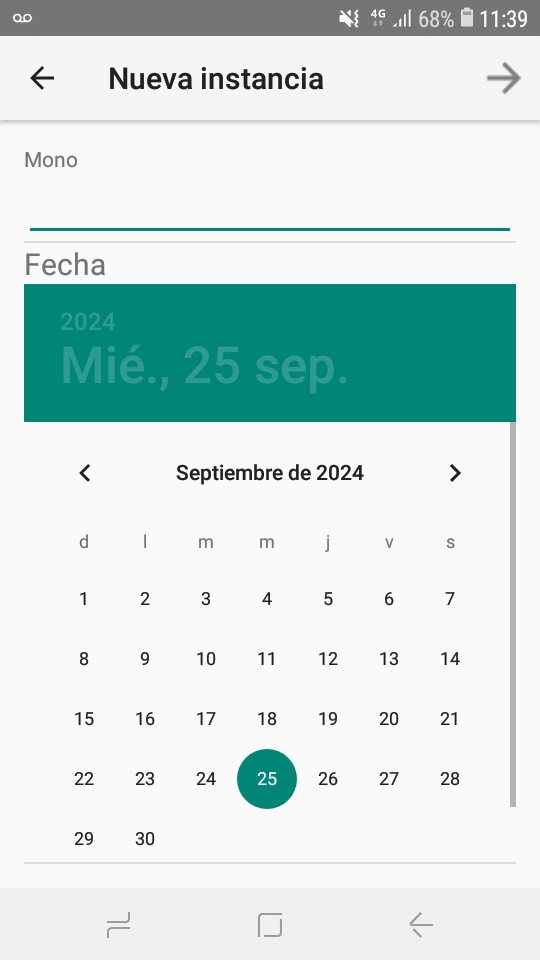 4G 68% 11:39
Nueva instancia
Mono
Fecha
2024
Mié., 25 sep.
Septiembre de 2024
d l m m j v s
1 2 3 4 5 6 7
8 9 10 11 12 13 14
15 16 17 18 19 20 21
22 23 24 25 26 27 28
29 30